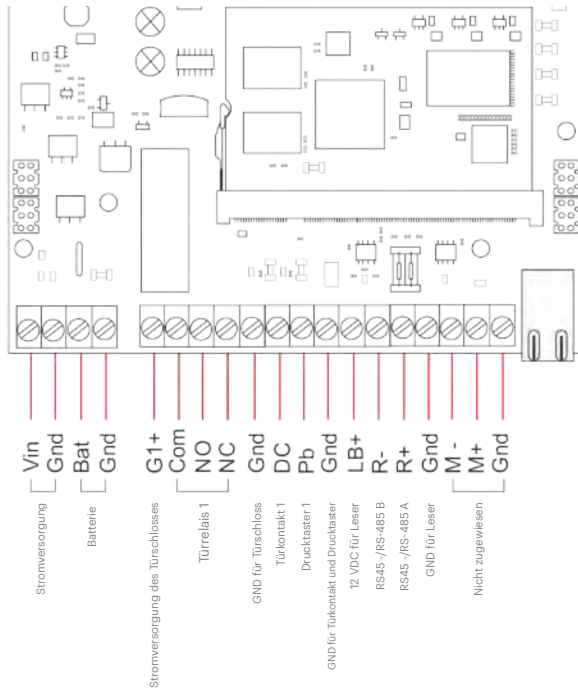 Vin
Gnd
Bat
Gnd
G1+
Com
NO
NC
Gnd
DC
Pb
Gnd
LB+
R-
R+
Gnd
M -
M+
Gnd
Stromversorgung
Batterie
Stromversorgung des Türschlosses
Türrelais 1
GND für Türschloss
Türkontakt 1
Drucktaster 1
GND für Türkontakt und Drucktaster
12 VDC für Leser
RS45 -/RS-485 B
RS45 -/RS- 485 A
GND für Leser
Nicht zugewiesen